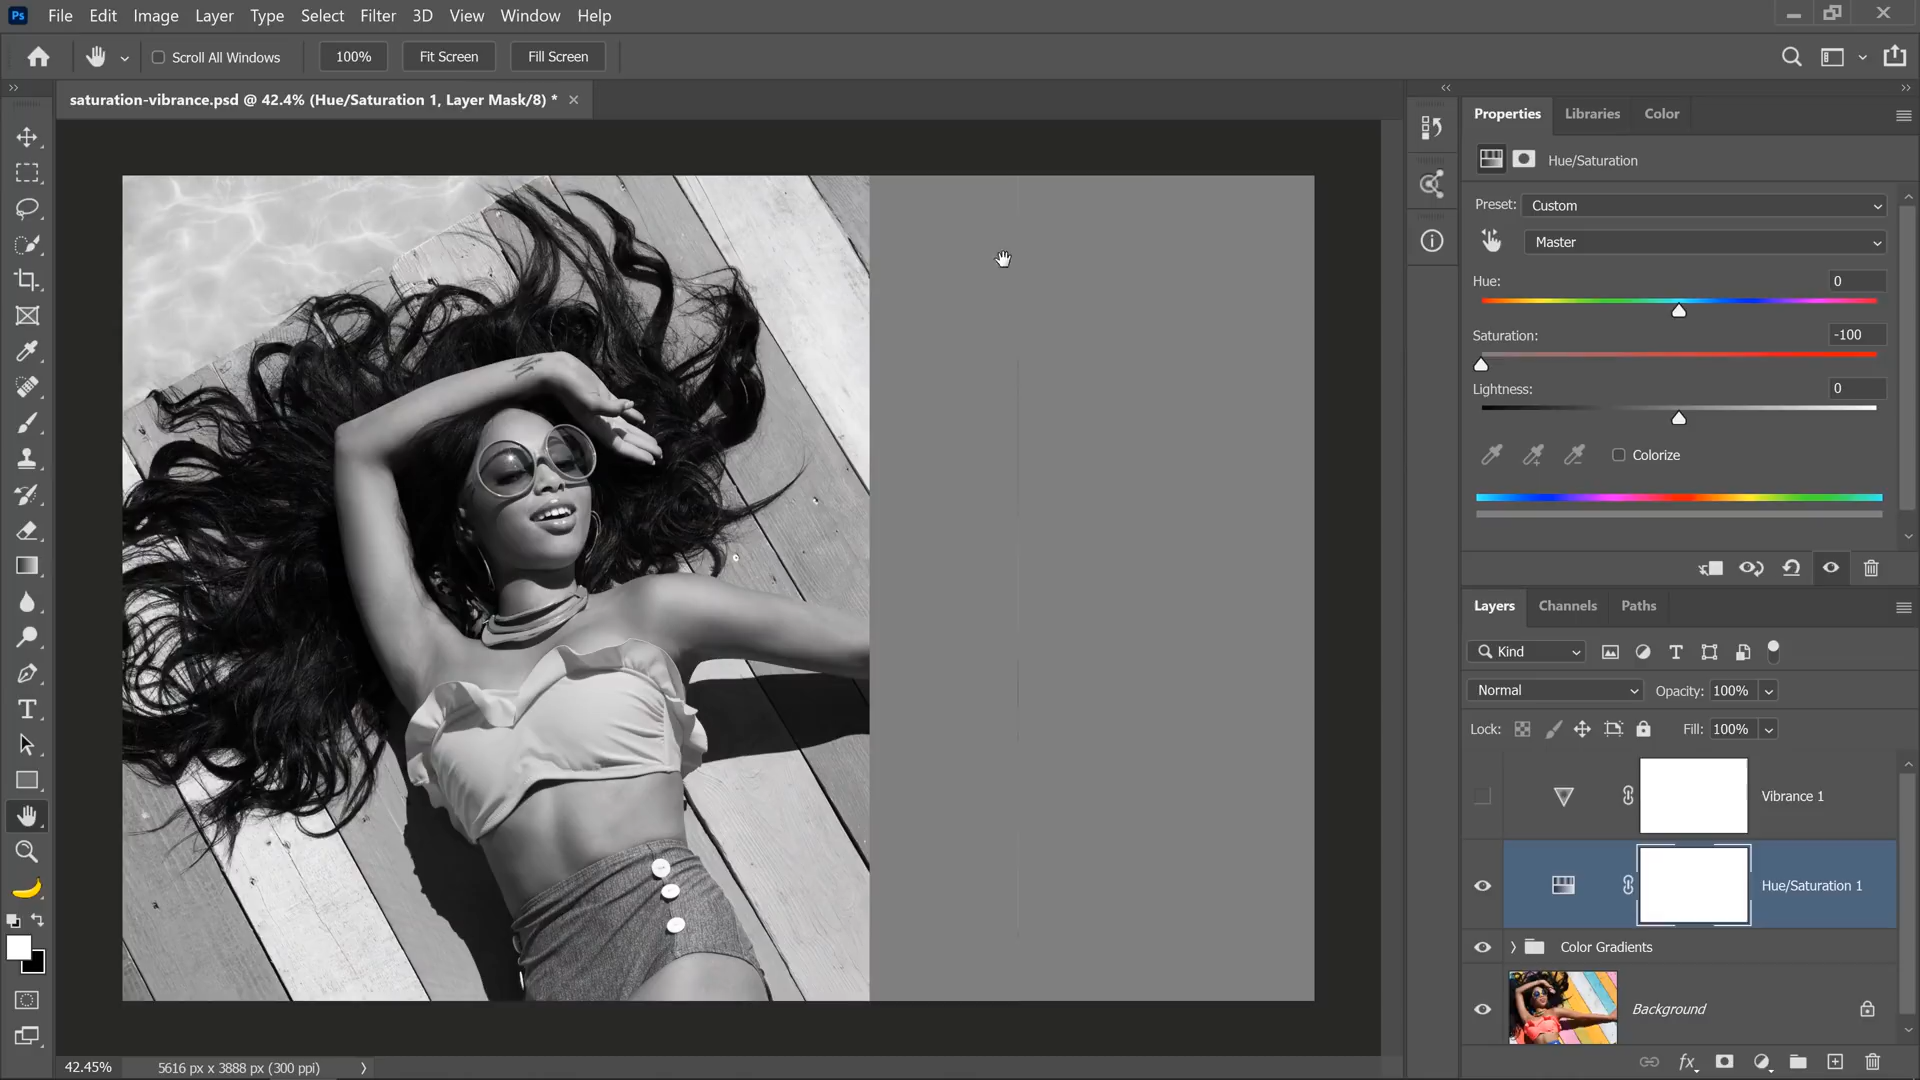 Ps File Edit Image Layer Type Select Filter 3D View Window Help
Scroll All Windows 100% Fit Screen Fill Screen
saturation-vibrance.psd @ 42.4% (Hue/Saturation 1, Layer Mask/8) *
Properties Libraries Color
Hue/Saturation
Preset: Custom
Master
Hue: 0
Saturation: -100
Lightness: 0
Colorize
Layers Channels Paths
Kind
Normal Opacity: 100%
Lock: Fill: 100%
Vibrance 1
Hue/Saturation 1
Color Gradients
Background
42.45% 5616 px x 3888 px (300 ppi)